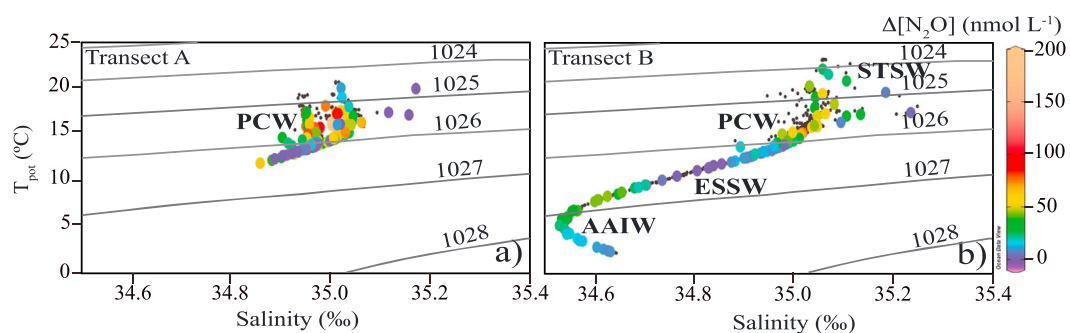 Δ[N₂O] (nmol L⁻¹)
a)
Transect A
PCW
1024
1025
1026
1027
1028
25
20
15
10
5
0
T_pot (ºC)
34.6
34.8
35.0
35.2
35.4
Salinity (‰)
b)
Transect B
STSW
PCW
ESSW
AAIW
1024
1025
1026
1027
1028
34.6
34.8
35.0
35.2
35.4
Salinity (‰)
200
150
100
50
0
Ocean Data View